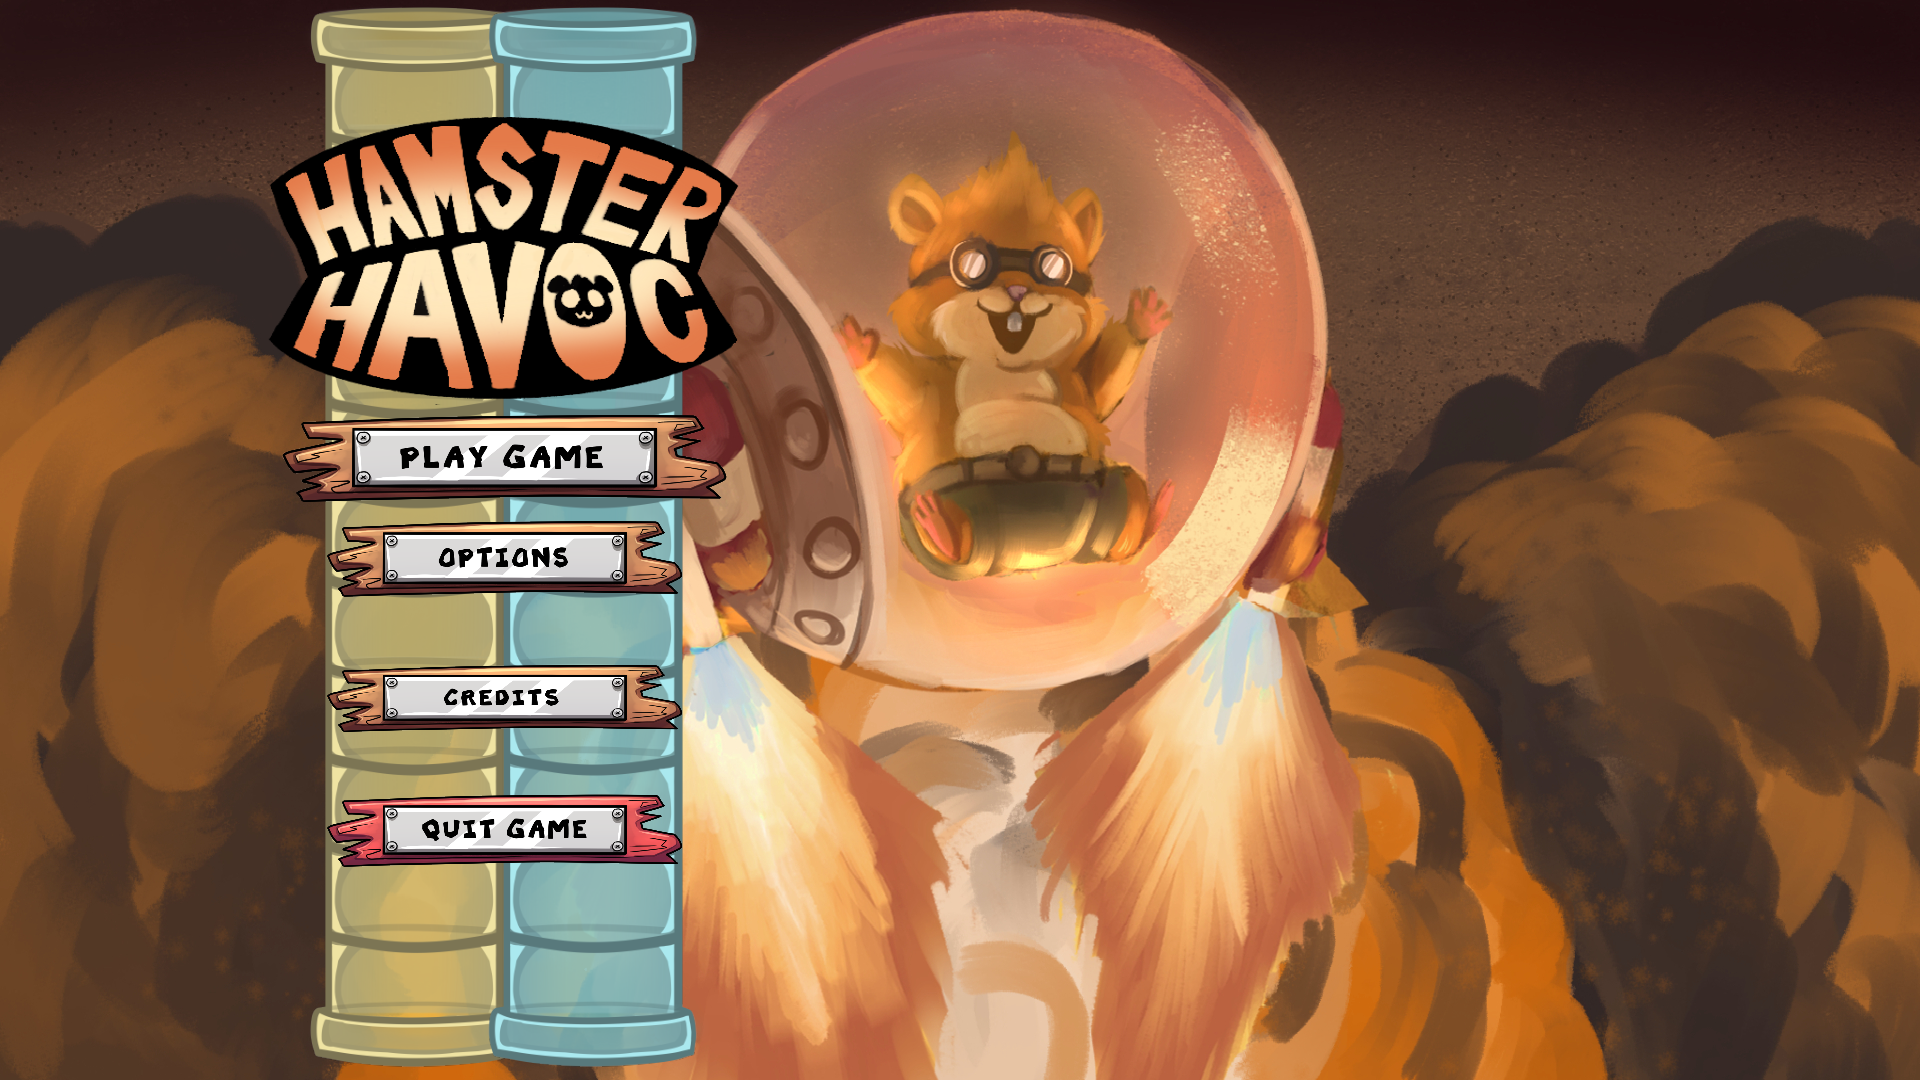 HAMSTER
HAVOC
PLAY GAME
OPTIONS
CREDITS
QUIT GAME